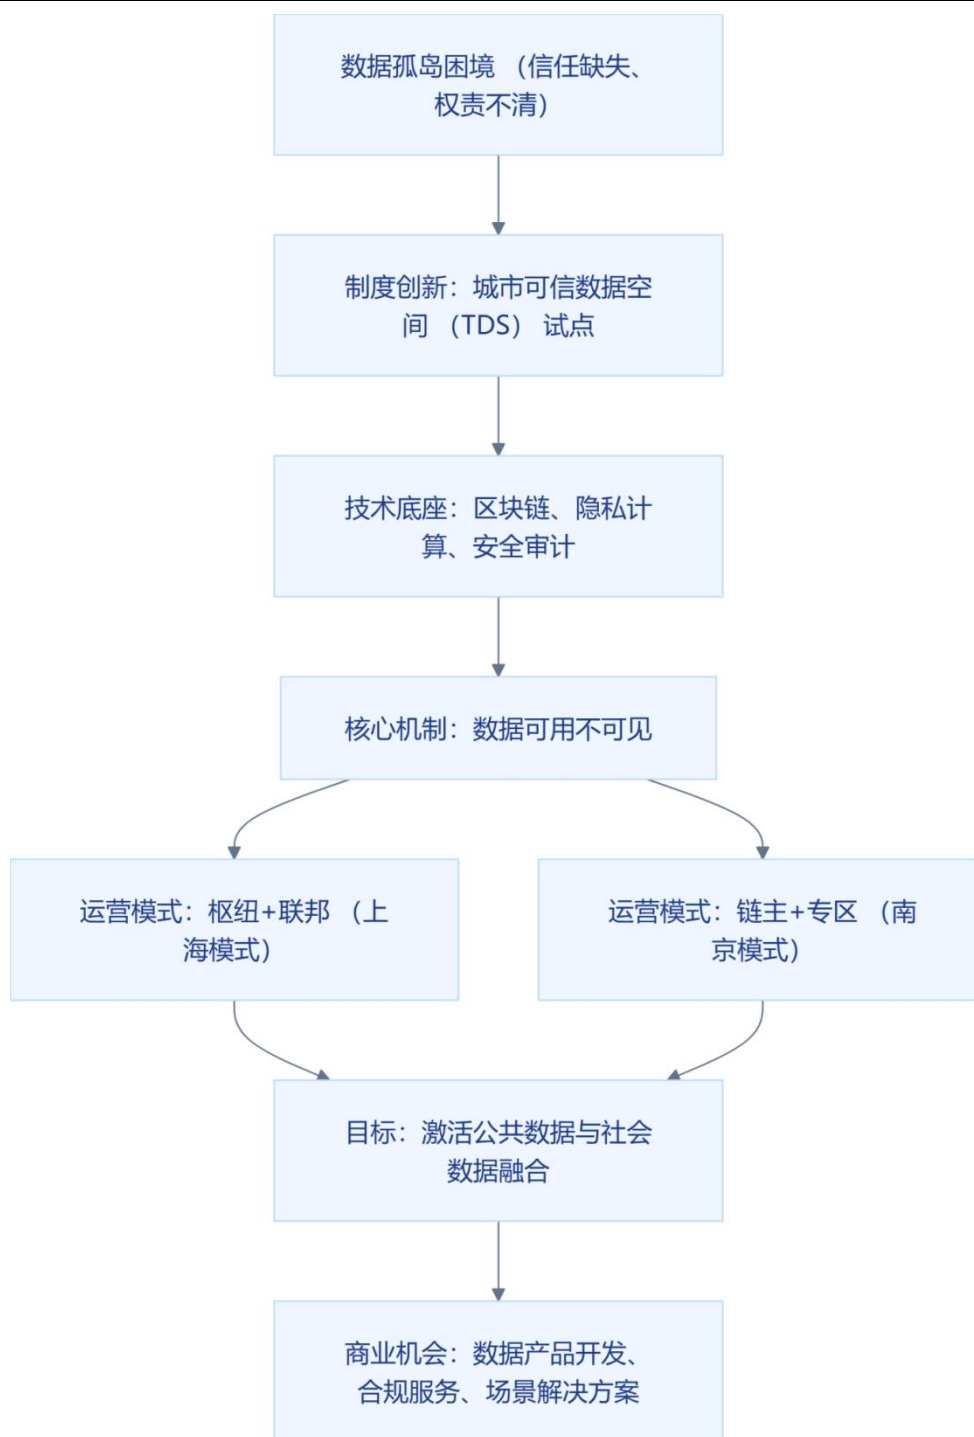 数据孤岛困境 （信任缺失、
权责不清）
制度创新：城市可信数据空
间 （TDS） 试点
技术底座：区块链、隐私计
算、安全审计
核心机制：数据可用不可见
运营模式：枢纽+联邦 （上
海模式）
运营模式：链主+专区 （南
京模式）
目标：激活公共数据与社会
数据融合
商业机会：数据产品开发、
合规服务、场景解决方案